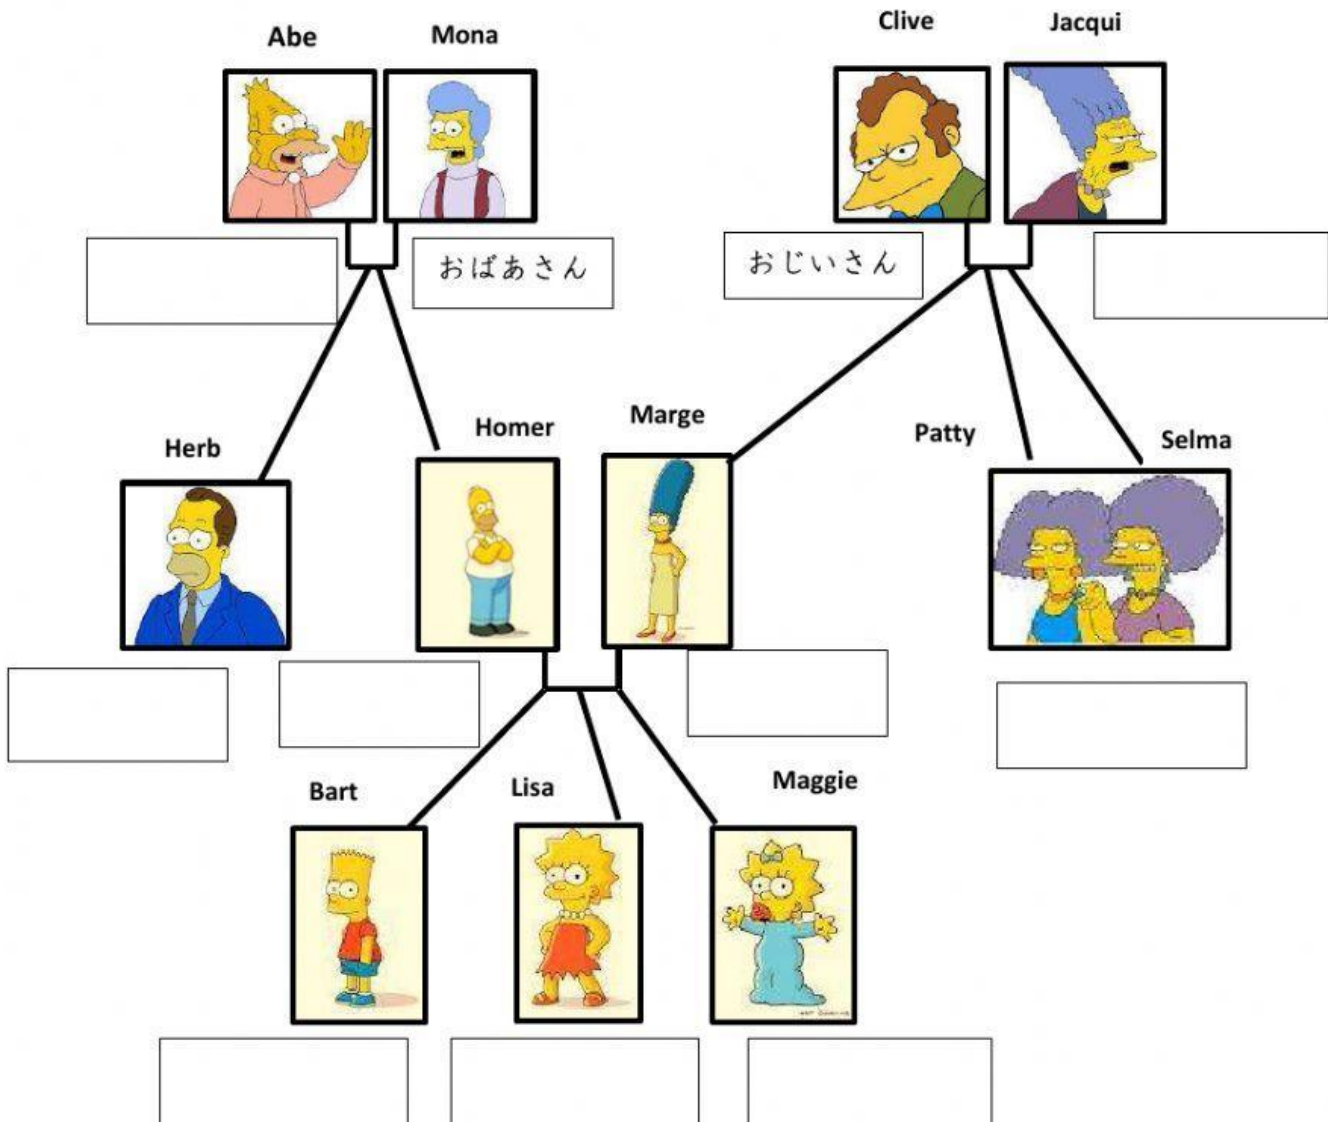 Abe
Mona
Clive
Jacqui
おばあさん
おじいさん
Herb
Homer
Marge
Patty
Selma
Bart
Lisa
Maggie